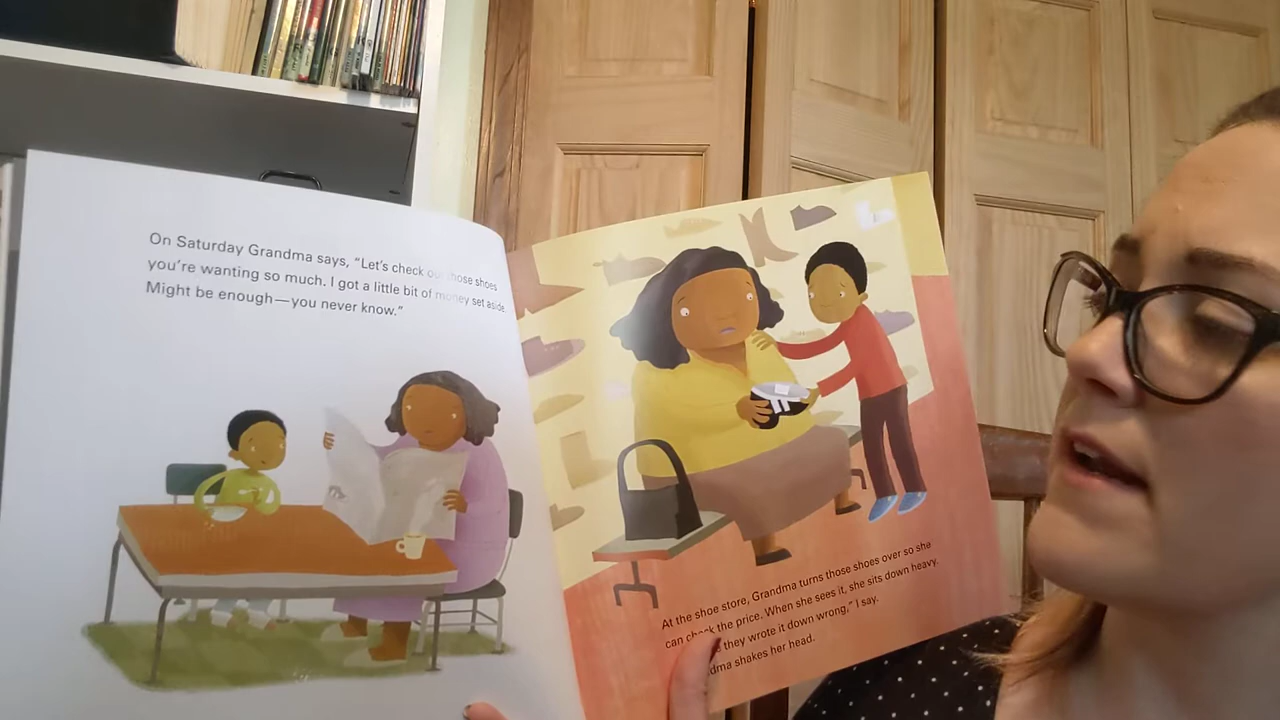 On Saturday Grandma says, "Let's check out those shoes
you're wanting so much. I got a little bit of money set aside.
Might be enough—you never know."
At the shoe store, Grandma turns those shoes over so she
can check the price. When she sees it, she sits down heavy.
they wrote it down wrong," I say.
shakes her head.